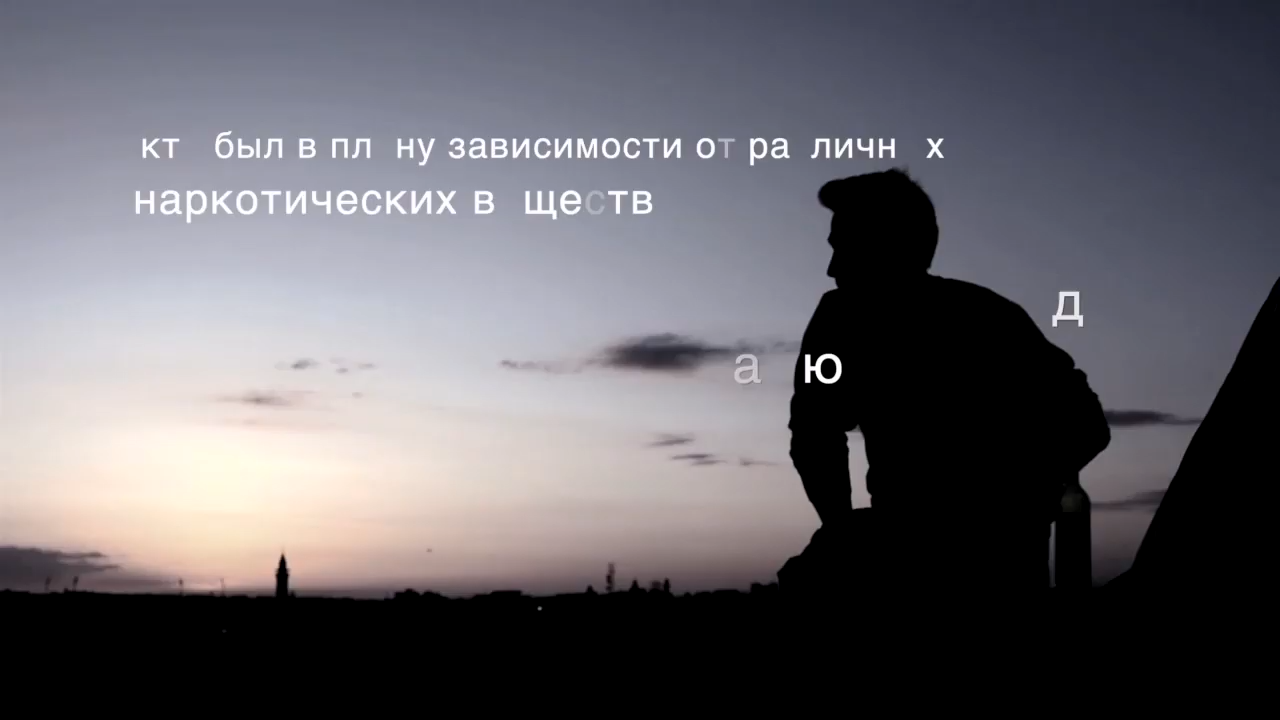 кт был в пл ну зависимости от ра личн х
наркотических в ществ
д
а ю